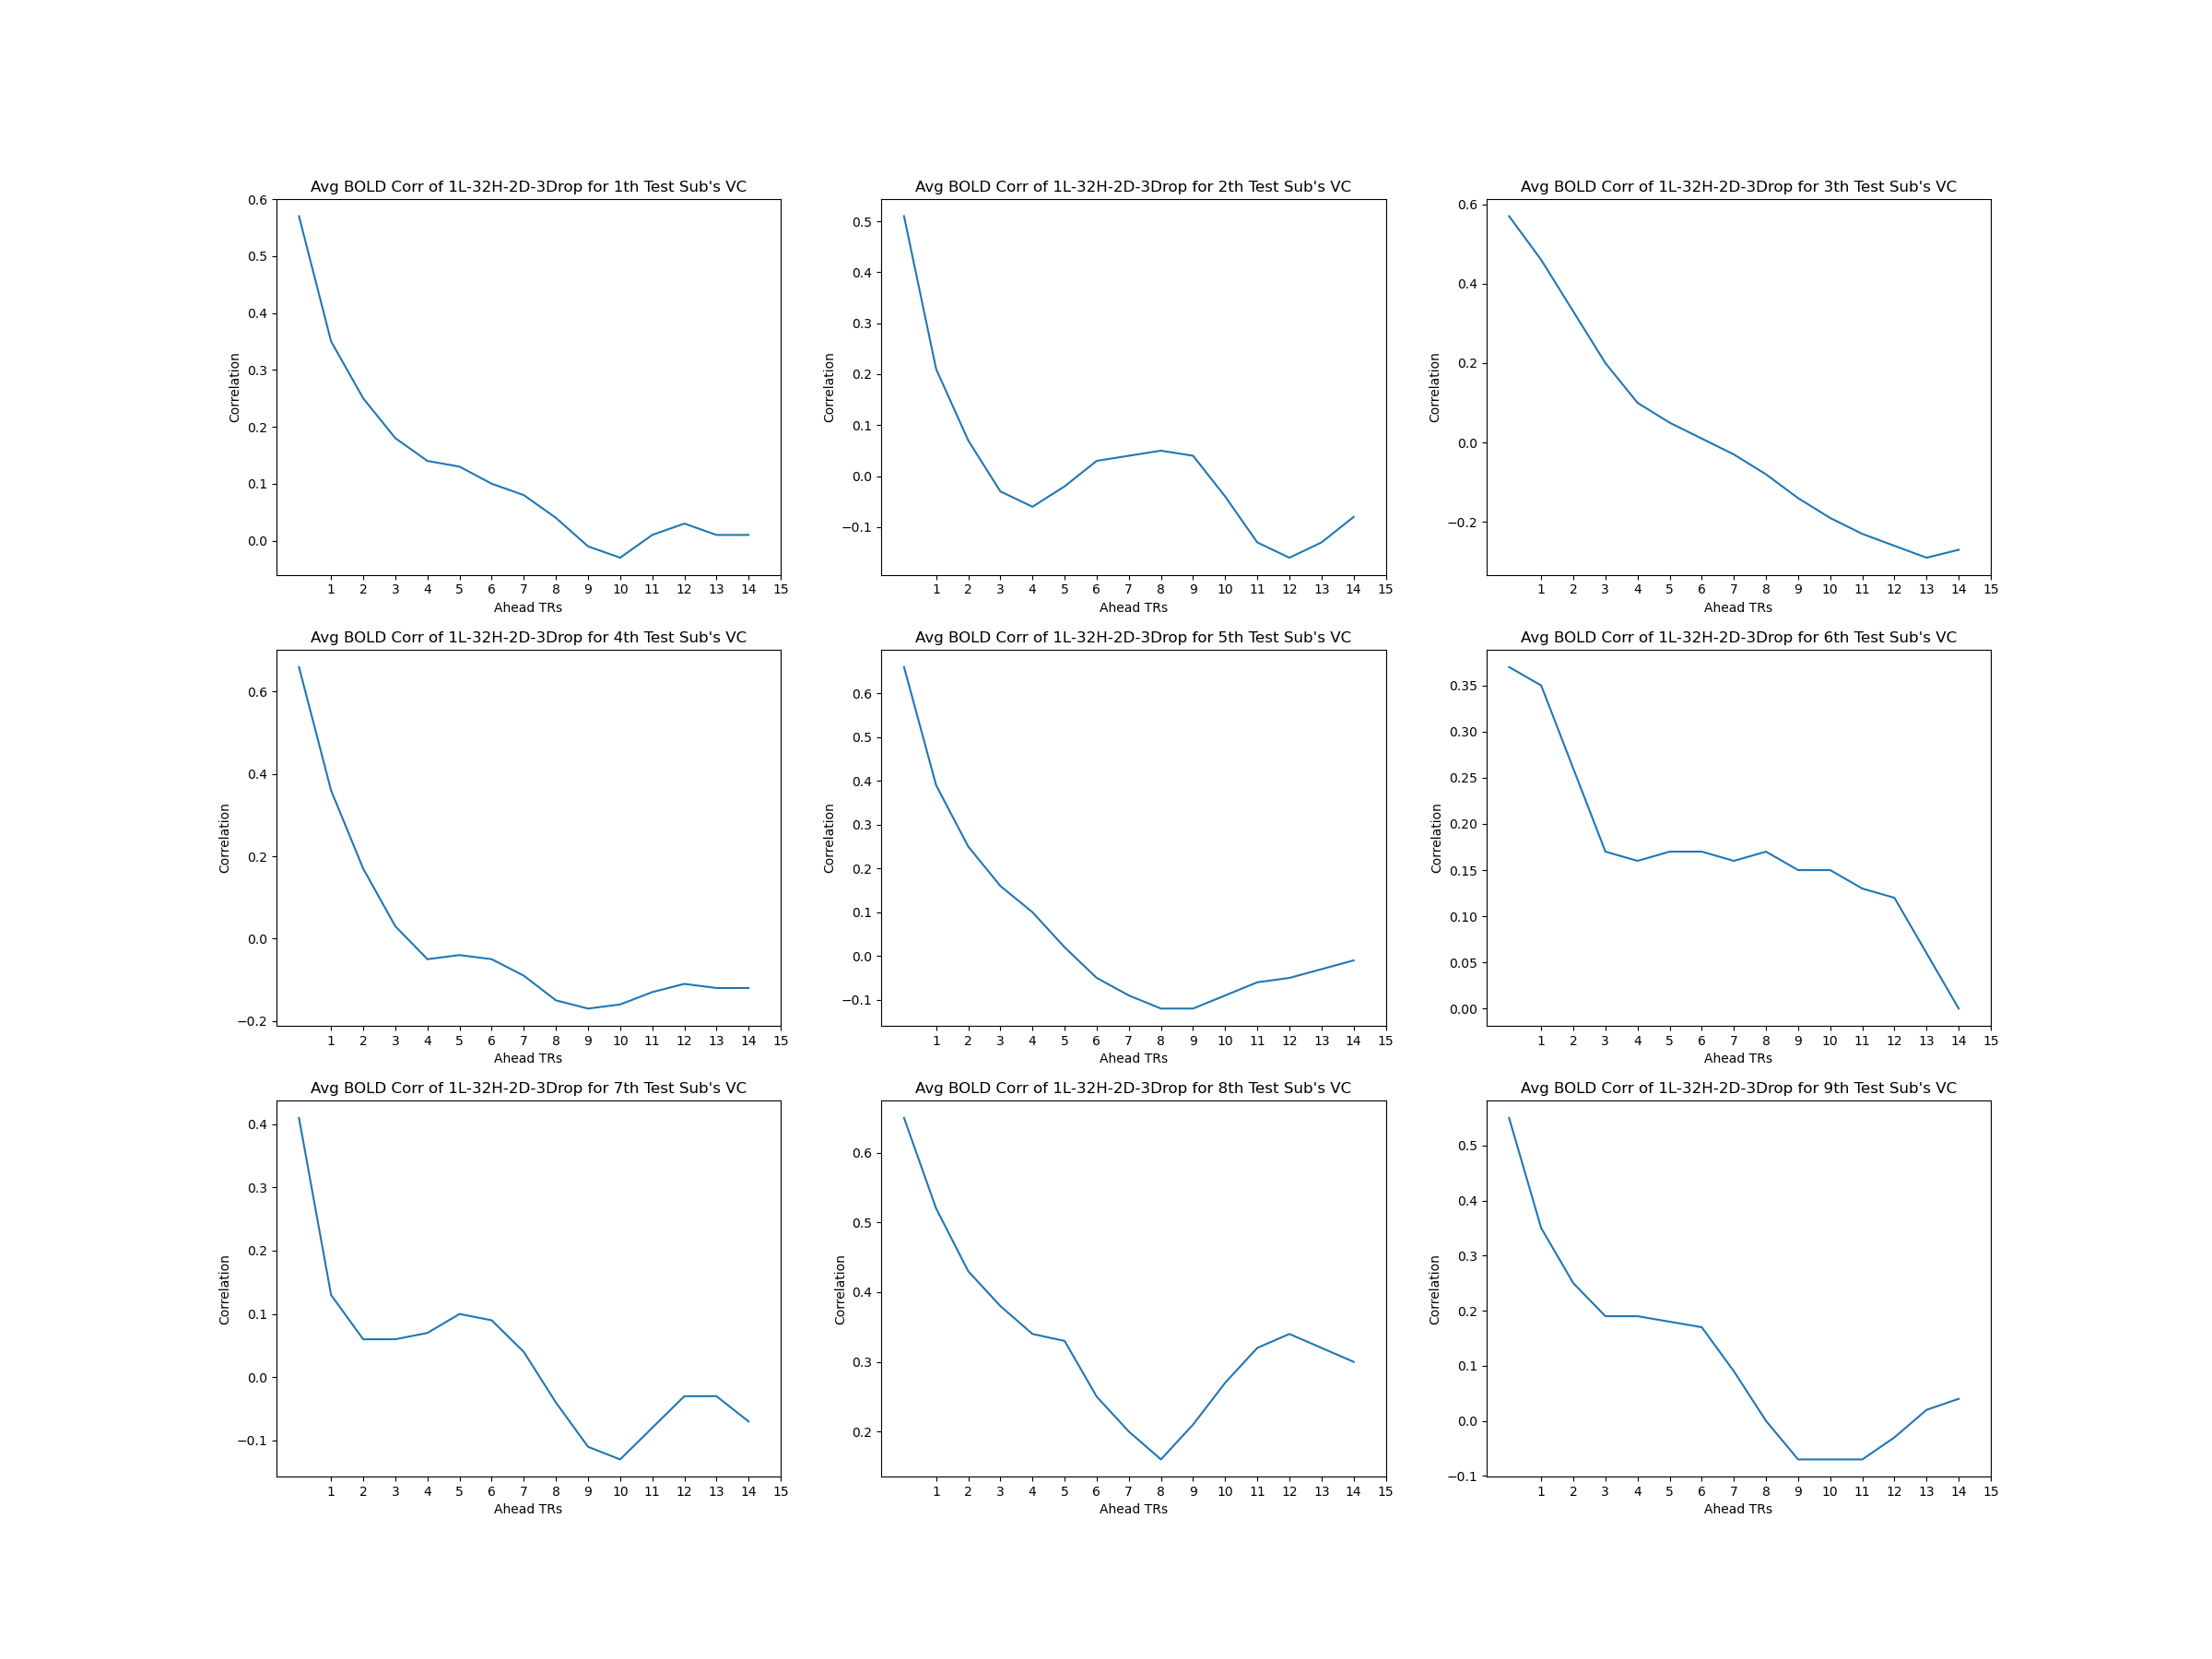 Avg BOLD Corr of 1L-32H-2D-3Drop for 1th Test Sub's VC
0.6
0.5
0.4
0.3
0.2
0.1
0.0
Correlation
1 2 3 4 5 6 7 8 9 10 11 12 13 14 15
Ahead TRs
Avg BOLD Corr of 1L-32H-2D-3Drop for 2th Test Sub's VC
0.5
0.4
0.3
0.2
0.1
0.0
−0.1
Correlation
1 2 3 4 5 6 7 8 9 10 11 12 13 14 15
Ahead TRs
Avg BOLD Corr of 1L-32H-2D-3Drop for 3th Test Sub's VC
0.6
0.4
0.2
0.0
−0.2
Correlation
1 2 3 4 5 6 7 8 9 10 11 12 13 14 15
Ahead TRs
Avg BOLD Corr of 1L-32H-2D-3Drop for 4th Test Sub's VC
0.6
0.4
0.2
0.0
−0.2
Correlation
1 2 3 4 5 6 7 8 9 10 11 12 13 14 15
Ahead TRs
Avg BOLD Corr of 1L-32H-2D-3Drop for 5th Test Sub's VC
0.6
0.5
0.4
0.3
0.2
0.1
0.0
−0.1
Correlation
1 2 3 4 5 6 7 8 9 10 11 12 13 14 15
Ahead TRs
Avg BOLD Corr of 1L-32H-2D-3Drop for 6th Test Sub's VC
0.35
0.30
0.25
0.20
0.15
0.10
0.05
0.00
Correlation
1 2 3 4 5 6 7 8 9 10 11 12 13 14 15
Ahead TRs
Avg BOLD Corr of 1L-32H-2D-3Drop for 7th Test Sub's VC
0.4
0.3
0.2
0.1
0.0
−0.1
Correlation
1 2 3 4 5 6 7 8 9 10 11 12 13 14 15
Ahead TRs
Avg BOLD Corr of 1L-32H-2D-3Drop for 8th Test Sub's VC
0.6
0.5
0.4
0.3
0.2
Correlation
1 2 3 4 5 6 7 8 9 10 11 12 13 14 15
Ahead TRs
Avg BOLD Corr of 1L-32H-2D-3Drop for 9th Test Sub's VC
0.5
0.4
0.3
0.2
0.1
0.0
−0.1
Correlation
1 2 3 4 5 6 7 8 9 10 11 12 13 14 15
Ahead TRs